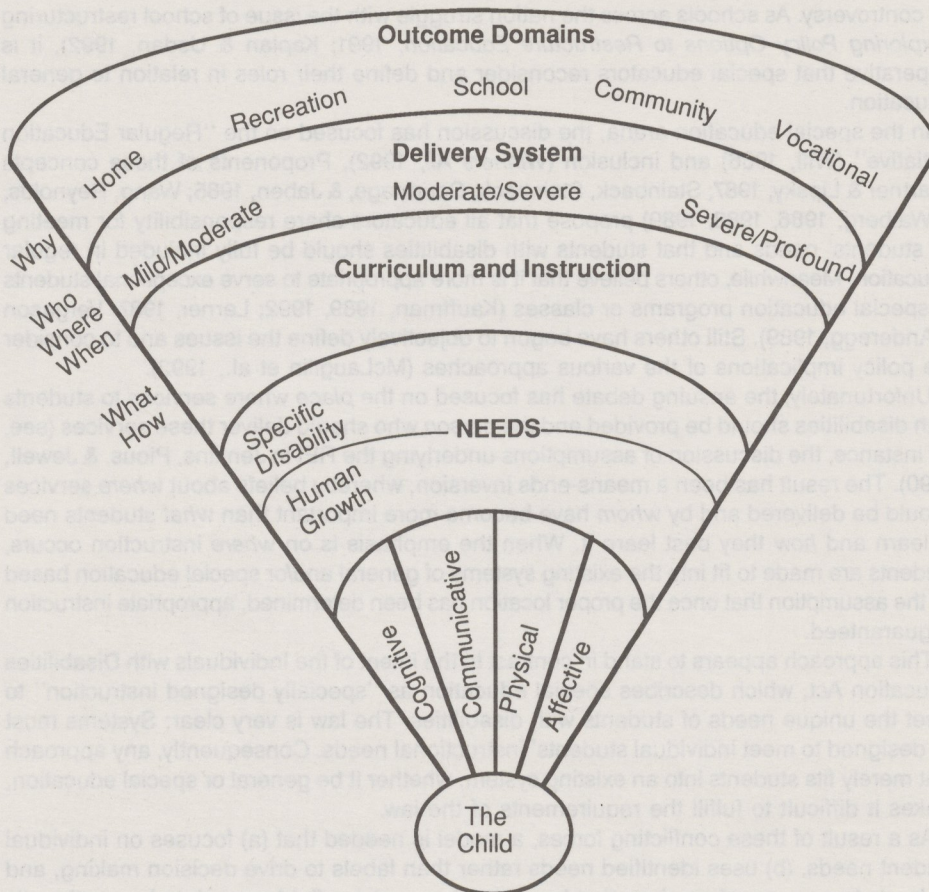 Outcome Domains
Home
Recreation
School
Community
Vocational
Why
Delivery System
Mild/Moderate
Moderate/Severe
Severe/Profound
Who
Where
When
Curriculum and Instruction
What
How
Specific
Disability
NEEDS
Human
Growth
Cognitive
Communicative
Physical
Affective
The
Child